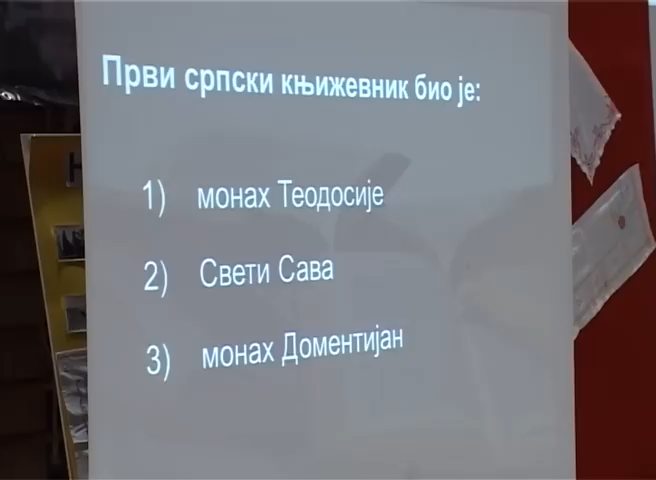 Први српски књижевник био је:
1) монах Теодосије
2) Свети Сава
3) монах Доментијан